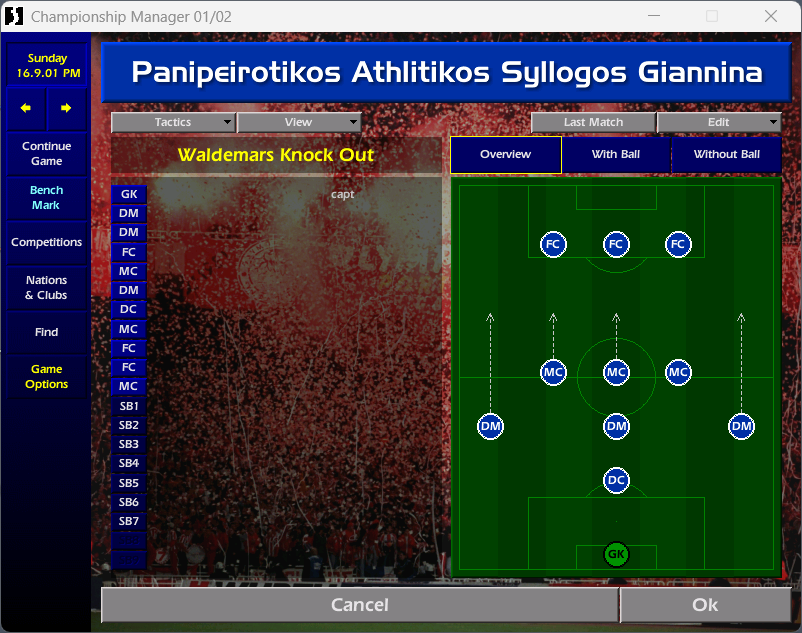 Championship Manager 01/02
Sunday
16.9.01 PM
Panipeirotikos Athlitikos Syllogos Giannina
Tactics
View
Last Match
Edit
Continue
Game
Bench
Mark
Competitions
Nations
& Clubs
Find
Game
Options
Waldemars Knock Out
Overview
With Ball
Without Ball
GK
capt
DM
DM
FC
MC
DM
DC
MC
FC
FC
MC
SB1
SB2
SB3
SB4
SB5
SB6
SB7
FC FC FC
MC MC MC
DM DM DM
DC
GK
Cancel
Ok